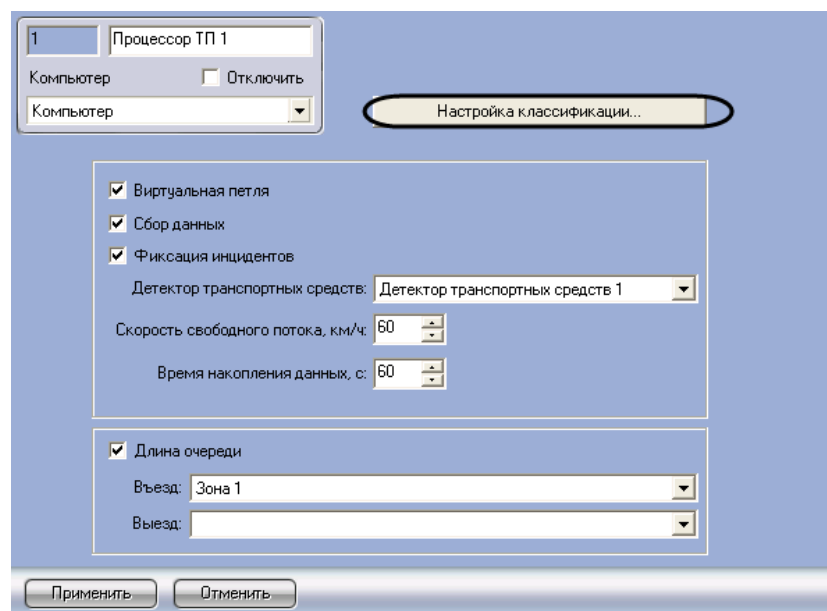 1 Процессор ТП 1
Компьютер Отключить
Компьютер
Настройка классификации...
Виртуальная петля
Сбор данных
Фиксация инцидентов
Детектор транспортных средств: Детектор транспортных средств 1
Скорость свободного потока, км/ч: 60
Время накопления данных, с: 60
Длина очереди
Въезд: Зона 1
Выезд:
Применить Отменить